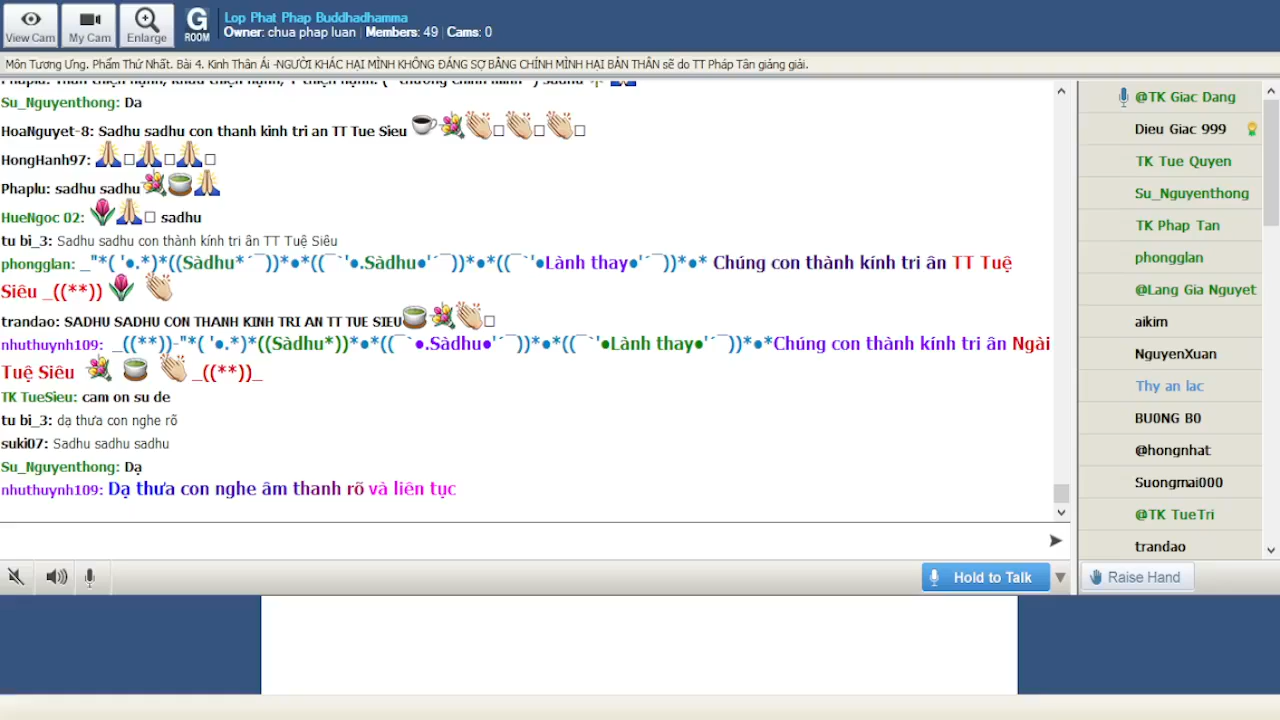 View Cam
My Cam
Enlarge
G
ROOM
Lop Phat Phap Buddhadhamma
Owner: chua phap luan | Members: 49 | Cams: 0
Môn Tương Ưng. Phẩm Thứ Nhất. Bài 4. Kinh Thân Ái -NGƯỜI KHÁC HẠI MÌNH KHÔNG ĐÁNG SỢ BẰNG CHÍNH MÌNH HẠI BẢN THÂN sẽ do TT Pháp Tân giảng giải.
Su_Nguyenthong: Da
HoaNguyet-8: Sadhu sadhu con thanh kinh tri an TT Tue Sieu
HongHanh97:
Phaplu: sadhu sadhu
HueNgoc 02: sadhu
tu bi_3: Sadhu sadhu con thành kính tri ân TT Tuệ Siêu
phongglan: _"*( '●.*)*((Sàdhu*´¯))*●*((¯`'●.Sàdhu●'´¯))*●*((¯`'●Lành thay●'´¯))*●* Chúng con thành kính tri ân TT Tuệ
Siêu _((**))
trandao: SADHU SADHU CON THANH KINH TRI AN TT TUE SIEU
nhuthuynh109: _((**))-"*( '●.*)*((Sàdhu*))*●*((¯`●.Sàdhu●'´¯))*●*((¯`'●Lành thay●'´¯))*●*Chúng con thành kính tri ân Ngài
Tuệ Siêu _((**))_
TK TueSieu: cam on su de
tu bi_3: dạ thưa con nghe rõ
suki07: Sadhu sadhu sadhu
Su_Nguyenthong: Dạ
nhuthuynh109: Dạ thưa con nghe âm thanh rõ và liên tục
Hold to Talk
@TK Giac Dang
Dieu Giac 999
TK Tue Quyen
Su_Nguyenthong
TK Phap Tan
phongglan
@Lang Gia Nguyet
aikim
NguyenXuan
Thy an lac
BU0NG B0
@hongnhat
Suongmai000
@TK TueTri
trandao
Raise Hand